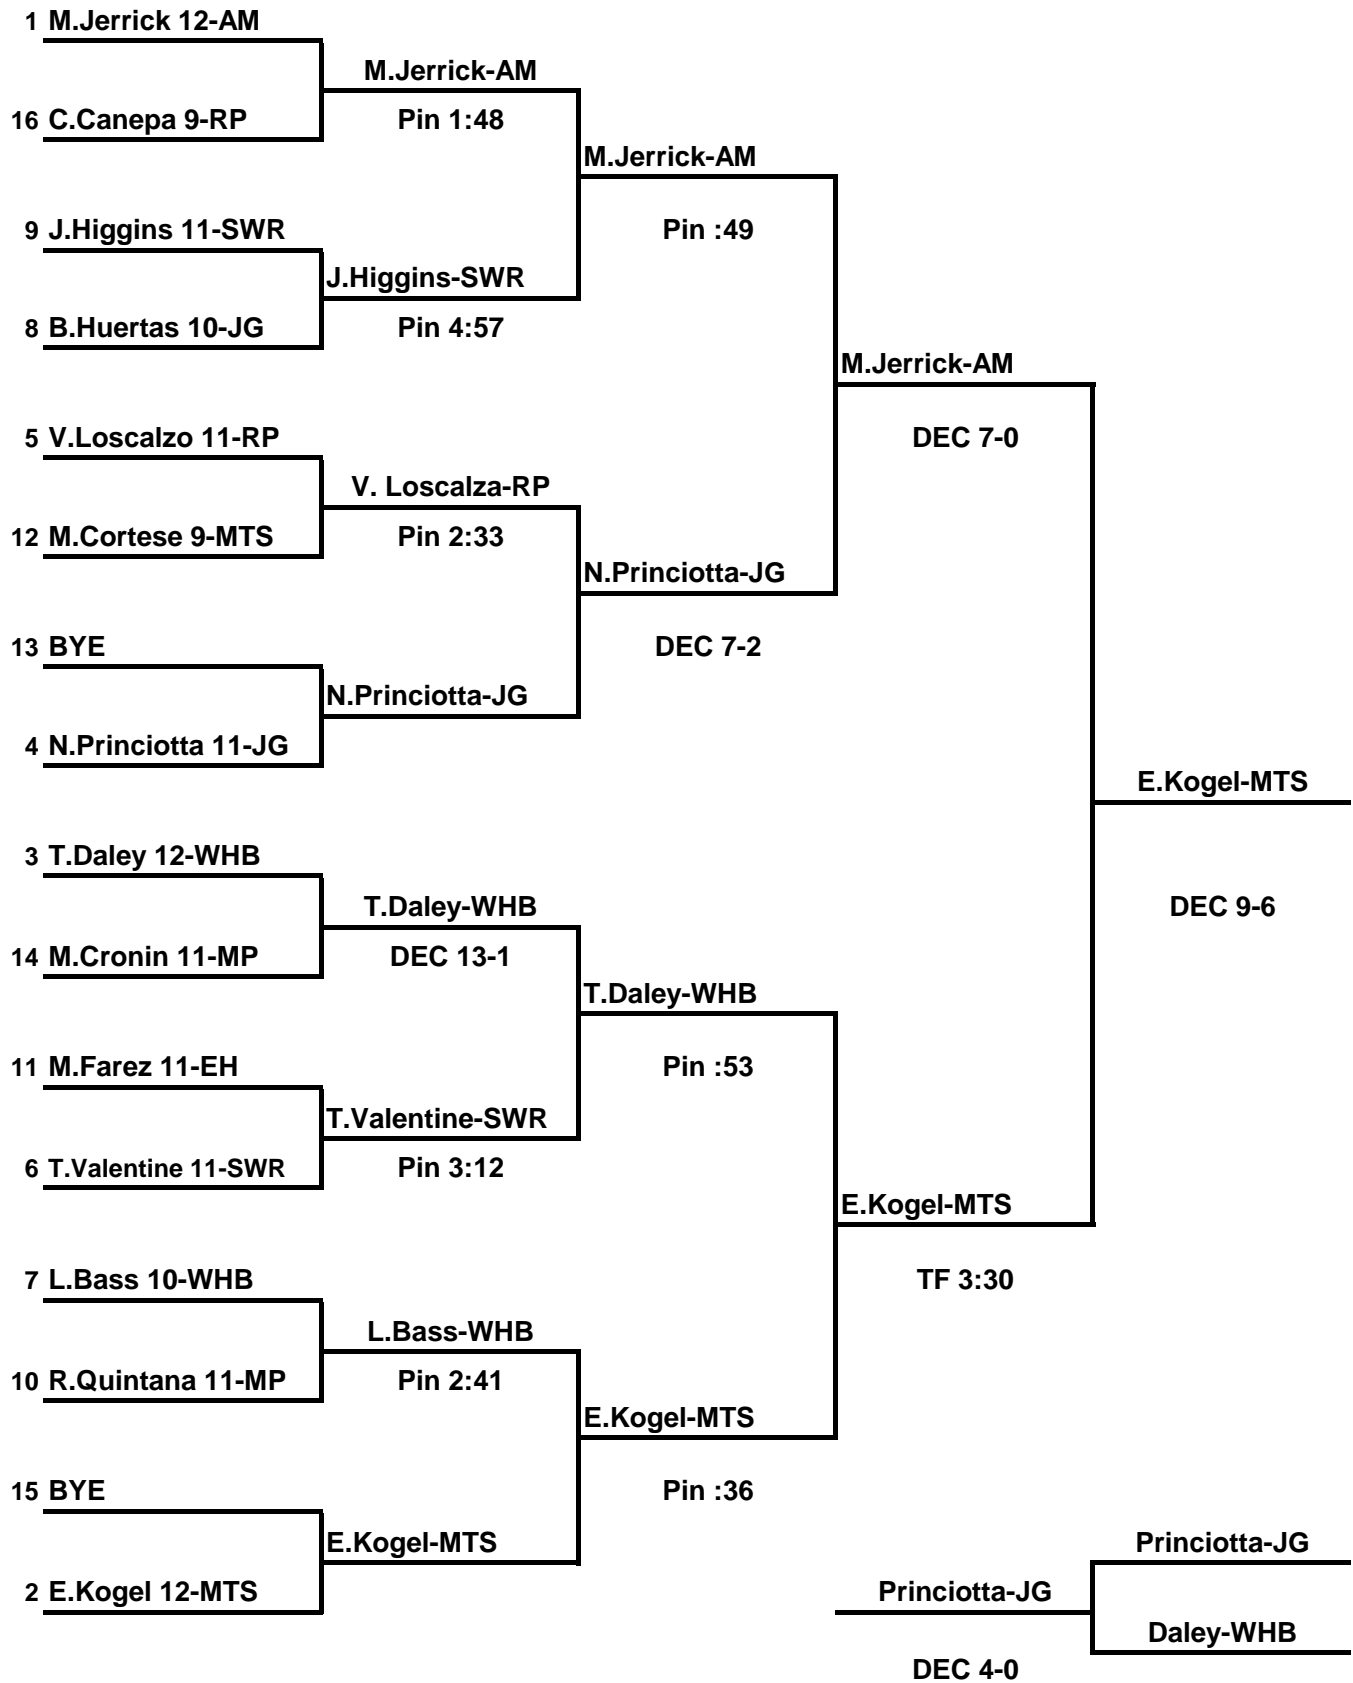 1 M.Jerrick 12-AM
M.Jerrick-AM
16 C.Canepa 9-RP
Pin 1:48
M.Jerrick-AM
9 J.Higgins 11-SWR
Pin :49
J.Higgins-SWR
8 B.Huertas 10-JG
Pin 4:57
M.Jerrick-AM
5 V.Loscalzo 11-RP
DEC 7-0
V. Loscalza-RP
12 M.Cortese 9-MTS
Pin 2:33
N.Princiotta-JG
13 BYE
DEC 7-2
N.Princiotta-JG
4 N.Princiotta 11-JG
E.Kogel-MTS
3 T.Daley 12-WHB
T.Daley-WHB
DEC 9-6
14 M.Cronin 11-MP
DEC 13-1
T.Daley-WHB
11 M.Farez 11-EH
Pin :53
T.Valentine-SWR
6 T.Valentine 11-SWR
Pin 3:12
E.Kogel-MTS
7 L.Bass 10-WHB
TF 3:30
L.Bass-WHB
10 R.Quintana 11-MP
Pin 2:41
E.Kogel-MTS
15 BYE
Pin :36
E.Kogel-MTS
Princiotta-JG
2 E.Kogel 12-MTS
Princiotta-JG
Daley-WHB
DEC 4-0